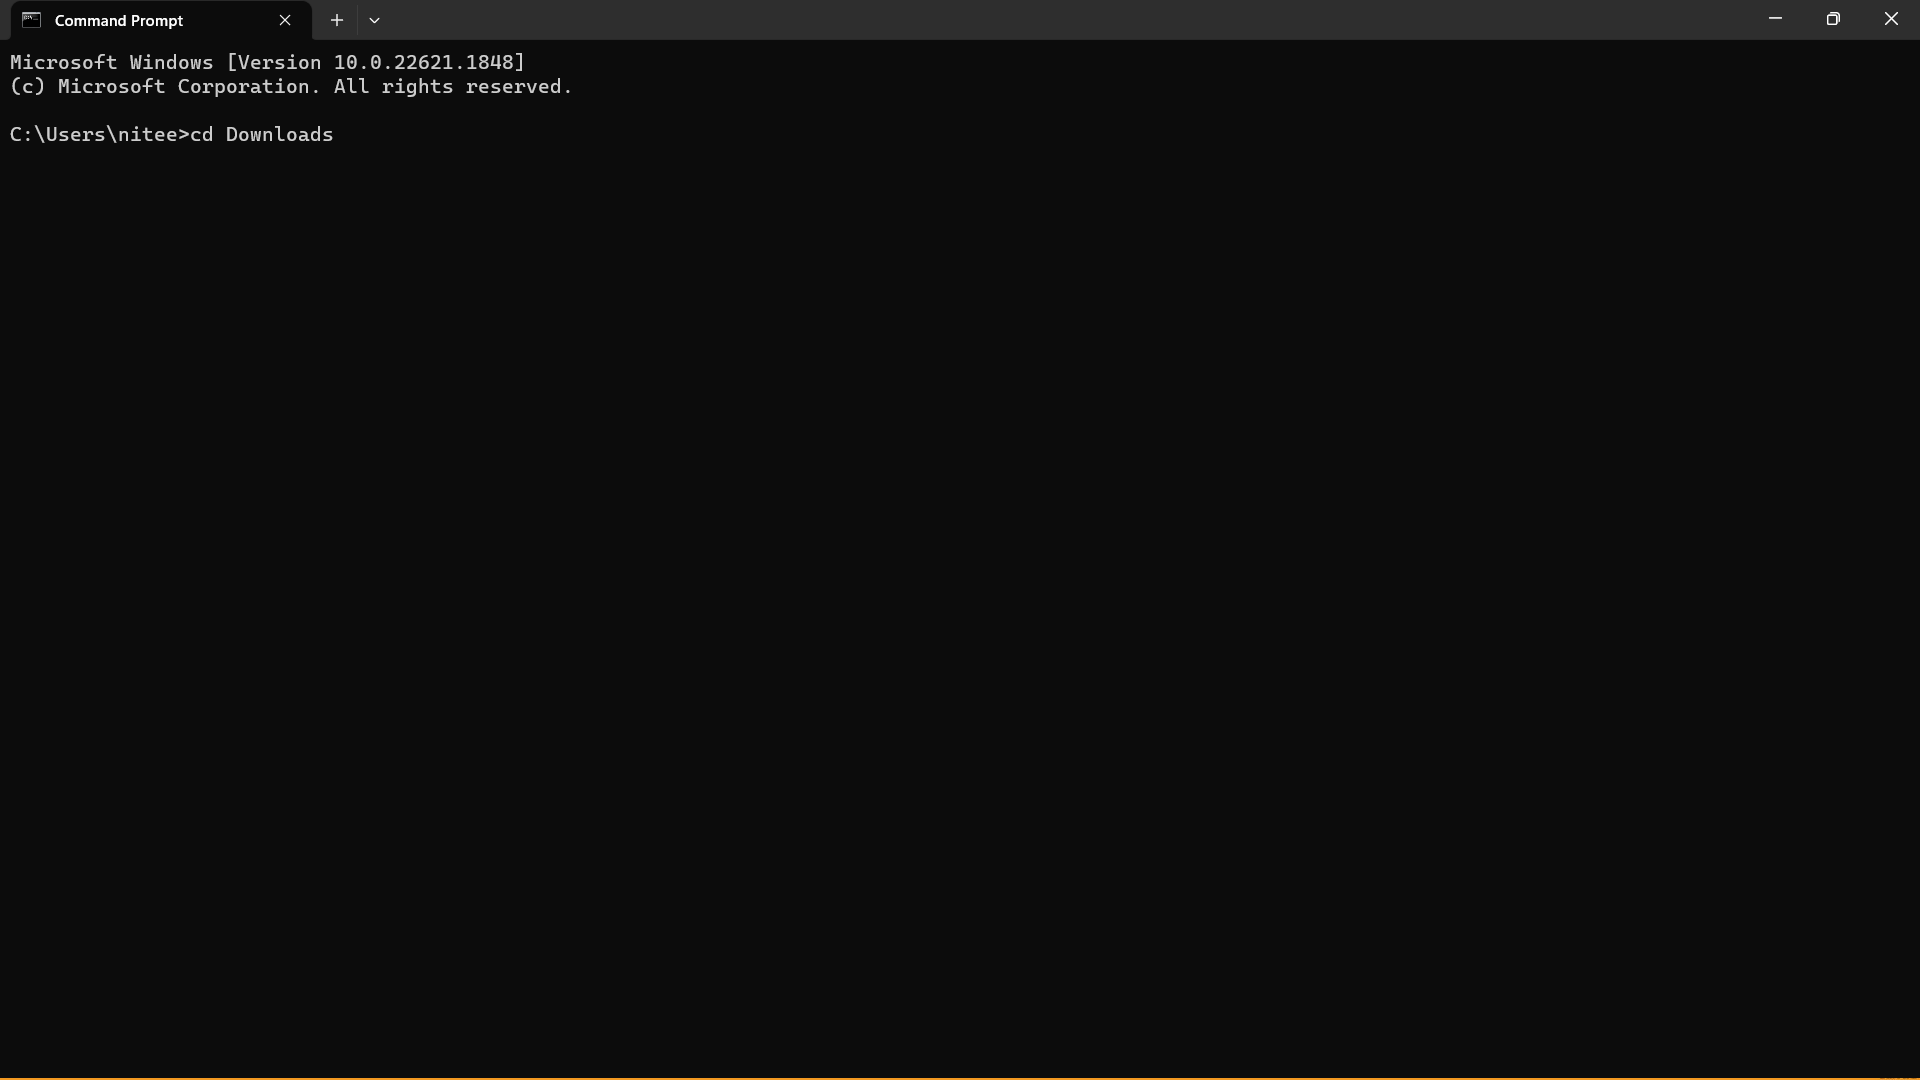 Command Prompt
Microsoft Windows [Version 10.0.22621.1848]
(c) Microsoft Corporation. All rights reserved.
C:\Users\nitee>cd Downloads